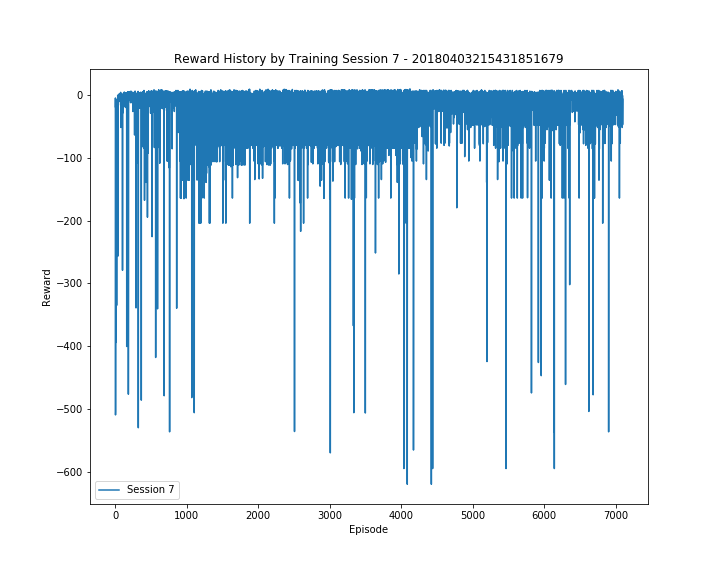 Reward History by Training Session 7 - 20180403215431851679
0
−100
−200
−300
−400
−500
−600
Reward
Session 7
0 1000 2000 3000 4000 5000 6000 7000
Episode